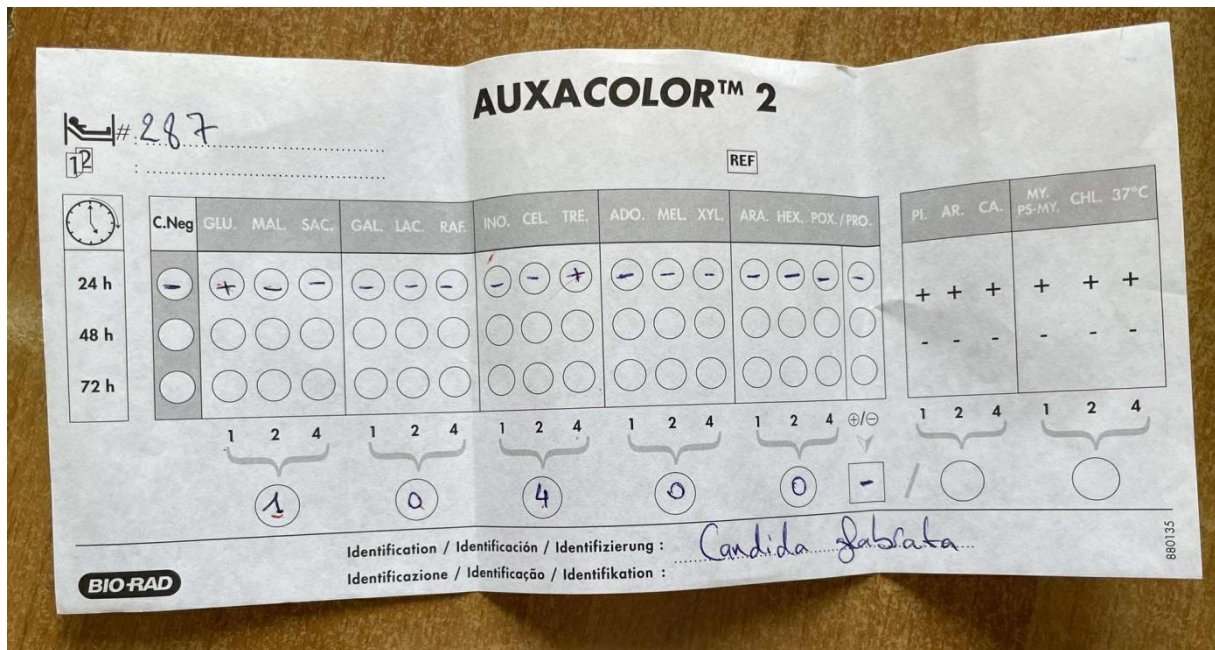 AUXACOLOR™ 2
#: 287
12 :
REF
C.Neg GLU. MAL. SAC. GAL. LAC. RAF. INO. CEL. TRE. ADO. MEL. XYL. ARA. HEX. POX./PRO. PI. AR. CA. MY. PS-MY. CHL. 37°C
24 h - + - - - - - - - + - - - - - - - + + + + + +
48 h - - - - - -
72 h
1 2 4 1 2 4 1 2 4 1 2 4 1 2 4 ⊕/⊖ 1 2 4 1 2 4
1 0 4 0 0 - /
Identification / Identificación / Identifizierung : Candida glabrata
Identificazione / Identificação / Identifikation :
BIO-RAD
880135